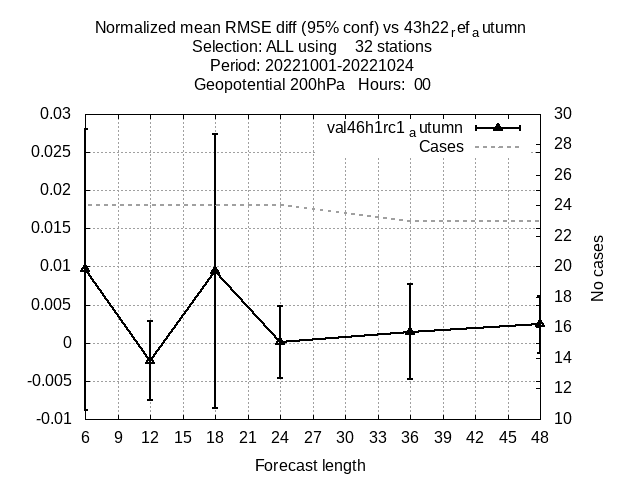 Normalized mean RMSE diff (95% conf) vs 43h22refautumn
Selection: ALL using 32 stations
Period: 20221001-20221024
Geopotential 200hPa Hours: 00
val46h1rc1autumn
Cases
0.03
0.025
0.02
0.015
0.01
0.005
0
-0.005
-0.01
30
28
26
24
22
20
18
16
14
12
10
No cases
6 9 12 15 18 21 24 27 30 33 36 39 42 45 48
Forecast length